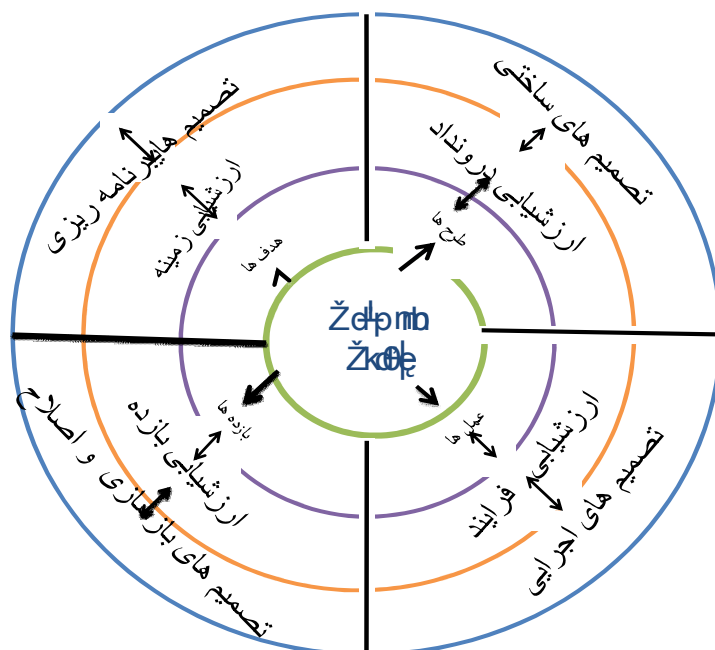 تصمیم های برنامه ریزی
ارزشیابی زمینه
هدف ها
تصمیم های ساختی
ارزشیابی درونداد
طرح ها
بازده ها
ارزشیابی بازده
تصمیم های بازسازی و اصلاح
عمل ها
ارزشیابی فرایند
تصمیم های اجرایی